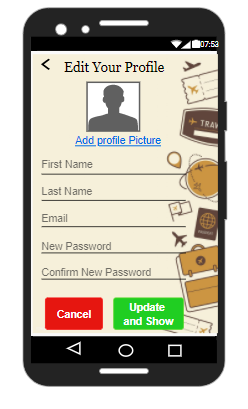 07:53
Edit Your Profile
Add profile Picture
First Name
Last Name
Email
New Password
Confirm New Password
Cancel
Update
and Show
TRAV